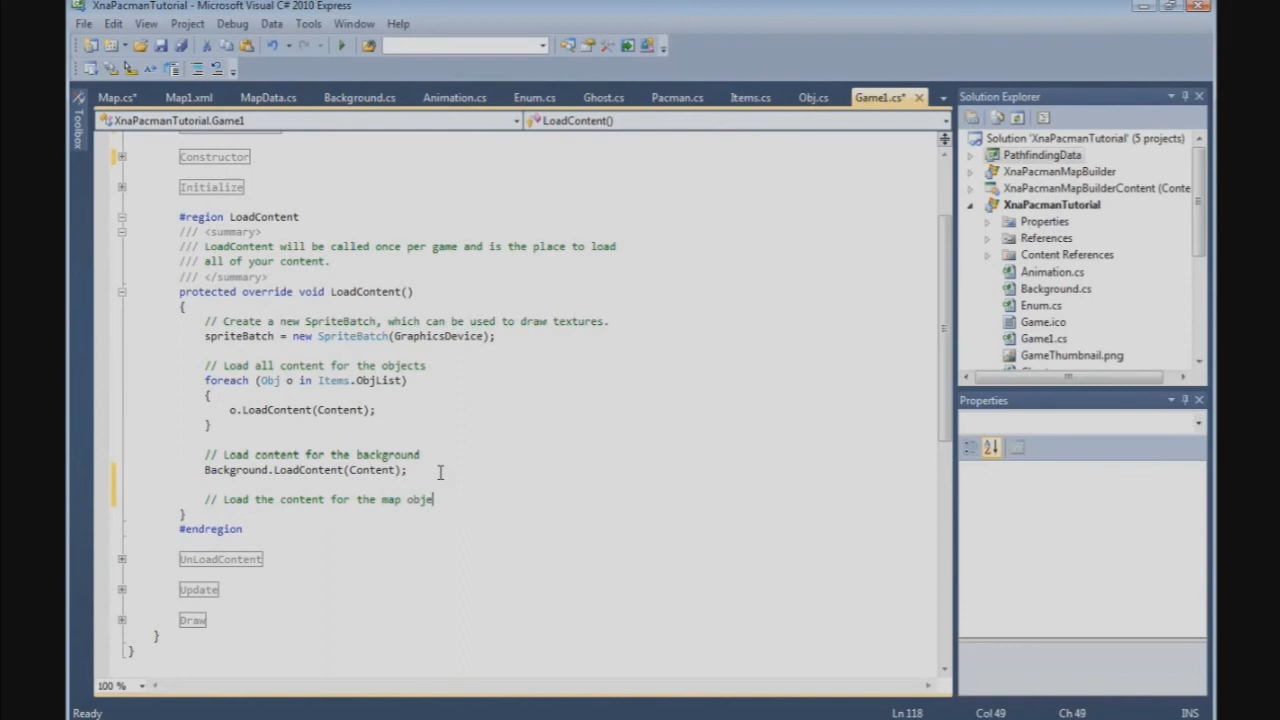 XnaPacmanTutorial - Microsoft Visual C# 2010 Express
File Edit View Project Debug Data Tools Window Help
Map.cs* Map1.xml MapData.cs Background.cs Animation.cs Enum.cs Ghost.cs Pacman.cs Items.cs Obj.cs Game1.cs*
XnaPacmanTutorial.Game1 LoadContent()
Toolbox
Constructor
Initialize
#region LoadContent
/// <summary>
/// LoadContent will be called once per game and is the place to load
/// all of your content.
/// </summary>
protected override void LoadContent()
{
// Create a new SpriteBatch, which can be used to draw textures.
spriteBatch = new SpriteBatch(GraphicsDevice);
// Load all content for the objects
foreach (Obj o in Items.ObjList)
{
o.LoadContent(Content);
}
// Load content for the background
Background.LoadContent(Content);
// Load the content for the map obje
}
#endregion
UnLoadContent
Update
Draw
}
}
100 %
Solution Explorer
Solution 'XnaPacmanTutorial' (5 projects)
PathfindingData
XnaPacmanMapBuilder
XnaPacmanMapBuilderContent (Conte
XnaPacmanTutorial
Properties
References
Content References
Animation.cs
Background.cs
Enum.cs
Game.ico
Game1.cs
GameThumbnail.png
Properties
Ready Ln 118 Col 49 Ch 49 INS